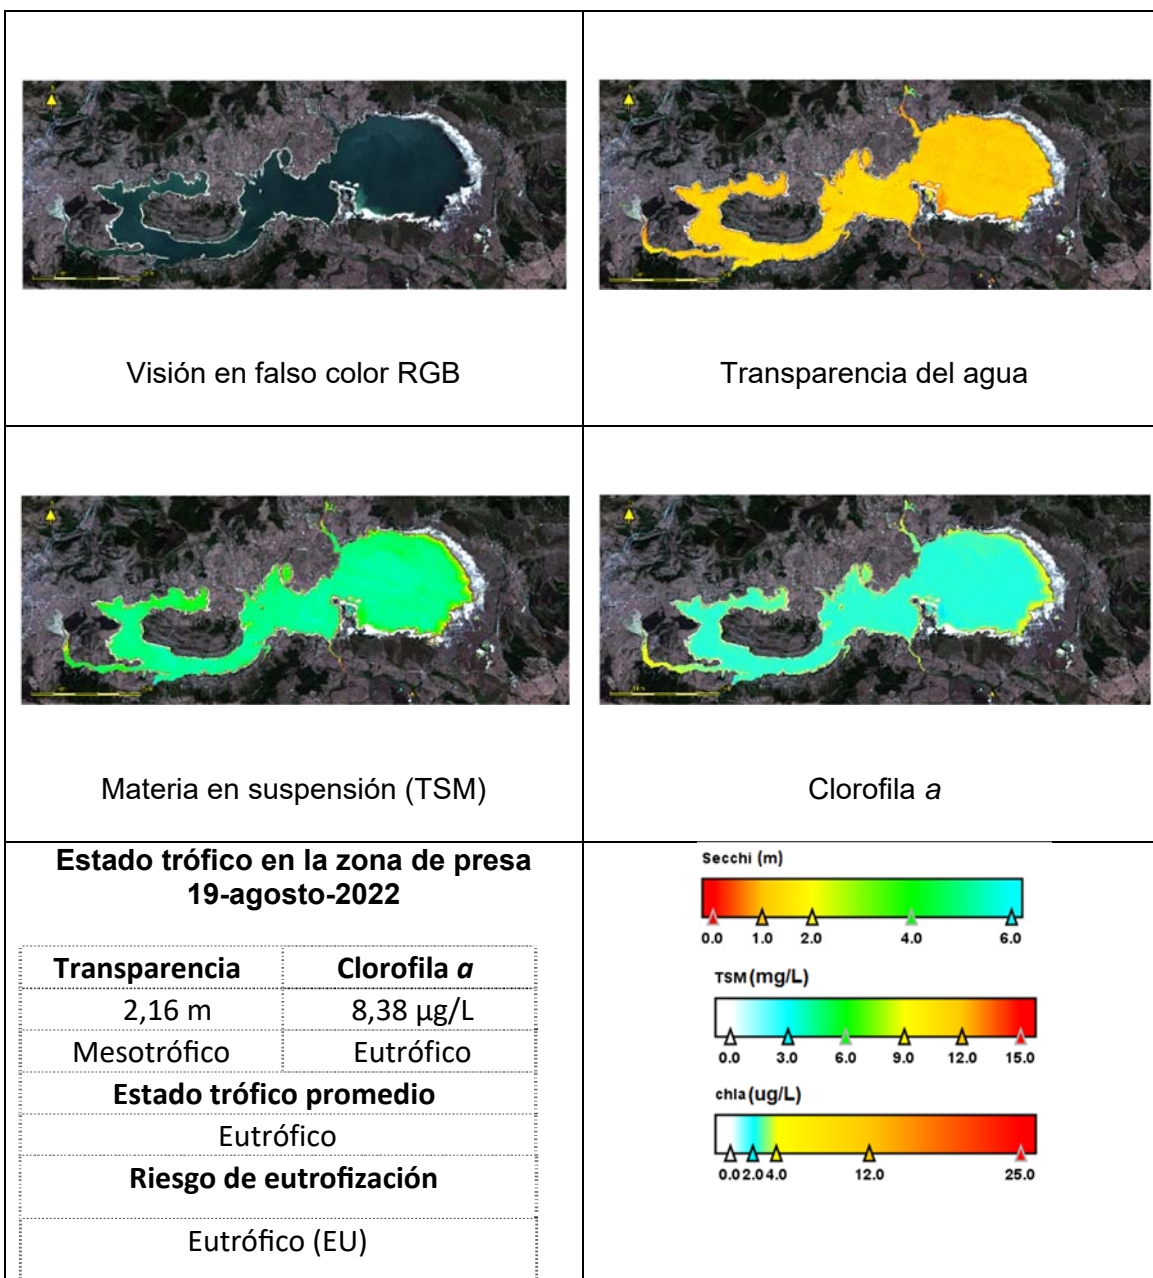 Visión en falso color RGB
Transparencia del agua
Materia en suspensión (TSM)
Clorofila a
Estado trófico en la zona de presa
19-agosto-2022
Transparencia
Clorofila a
2,16 m
8,38 µg/L
Mesotrófico
Eutrófico
Estado trófico promedio
Eutrófico
Riesgo de eutrofización
Eutrófico (EU)
Secchi (m)
0.0 1.0 2.0 4.0 6.0
TSM (mg/L)
0.0 3.0 6.0 9.0 12.0 15.0
chla (ug/L)
0.0 2.0 4.0 12.0 25.0